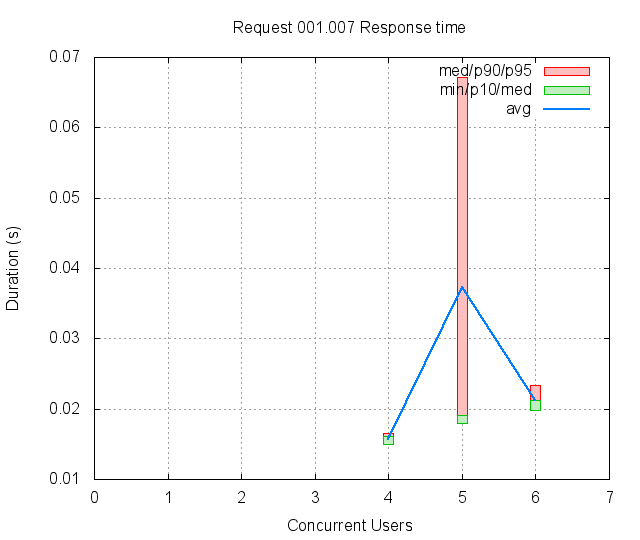 Request 001.007 Response time
0.07
0.06
0.05
0.04
0.03
0.02
0.01
Duration (s)
med/p90/p95
min/p10/med
avg
0 1 2 3 4 5 6 7
Concurrent Users